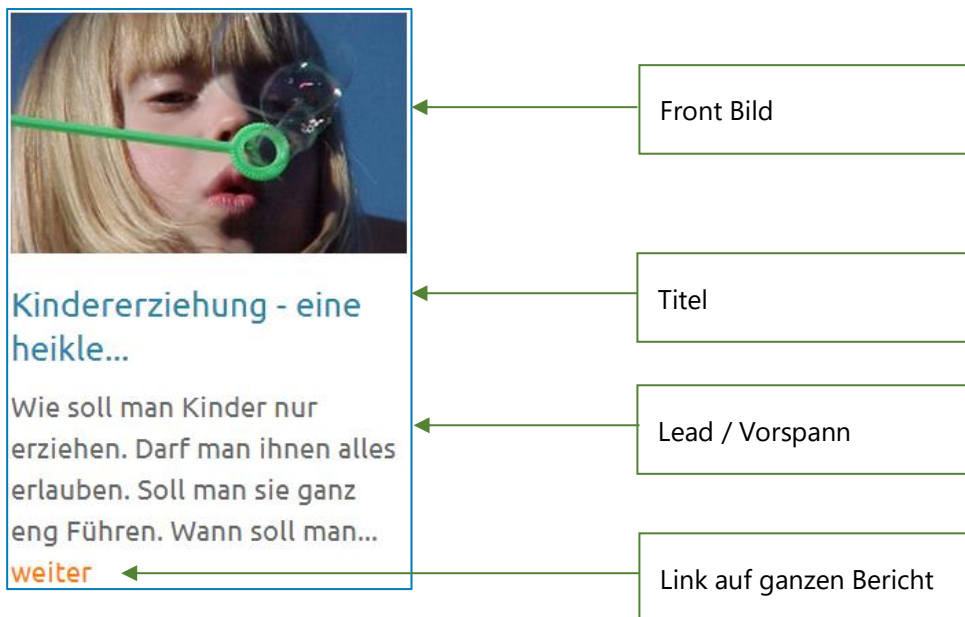 Front Bild
Kindererziehung - eine
heikle...
Titel
Wie soll man Kinder nur
erziehen. Darf man ihnen alles
erlauben. Soll man sie ganz
eng Führen. Wann soll man...
Lead / Vorspann
weiter
Link auf ganzen Bericht